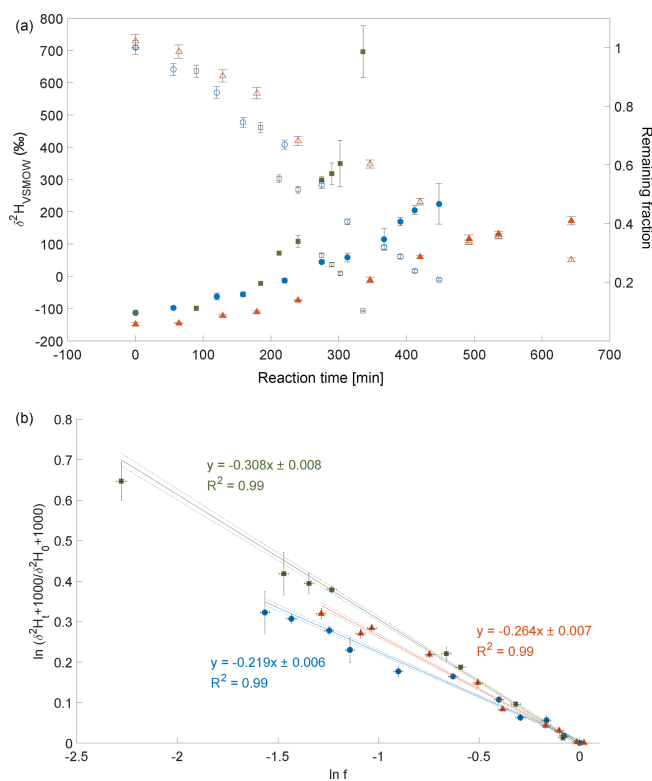 (a)
800
700
600
500
400
300
200
100
0
-100
-200
δ²H_VSMOW (‰)
1
0.8
0.6
0.4
0.2
Remaining fraction
-100 0 100 200 300 400 500 600 700
Reaction time [min]
(b)
0.8
0.7
0.6
0.5
0.4
0.3
0.2
0.1
0
ln (δ²H_t+1000/δ²H_0+1000)
y = -0.308x ± 0.008
R² = 0.99
y = -0.264x ± 0.007
R² = 0.99
y = -0.219x ± 0.006
R² = 0.99
-2.5 -2 -1.5 -1 -0.5 0
ln f